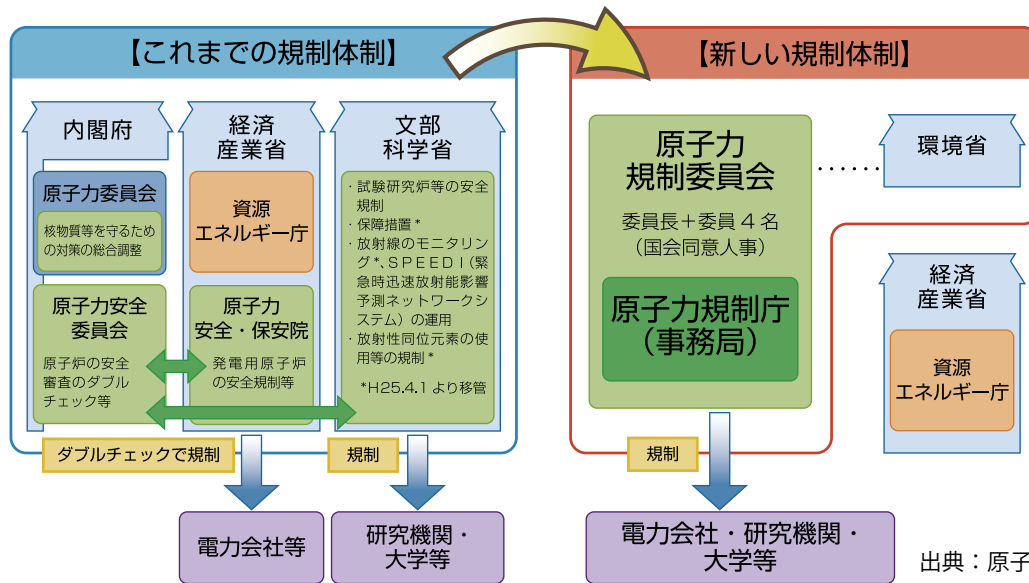 【これまでの規制体制】
内閣府
原子力委員会
核物質等を守るため
の対策の総合調整
原子力安全
委員会
原子炉の安全
審査のダブル
チェック等
経済
産業省
資源
エネルギー庁
原子力
安全・保安院
発電用原子炉
の安全規制等
文部
科学省
・試験研究炉等の安全
規制
・保障措置*
・放射線のモニタリン
グ*、SPEEDI(緊
急時迅速放射能影響
予測ネットワークシ
ステム)の運用
・放射性同位元素の使
用等の規制*
*H25.4.1より移管
ダブルチェックで規制
規制
電力会社等
研究機関・
大学等
【新しい規制体制】
原子力
規制委員会
委員長+委員4名
(国会同意人事)
原子力規制庁
(事務局)
……
環境省
経済
産業省
資源
エネルギー庁
規制
電力会社・研究機関・
大学等
出典:原子